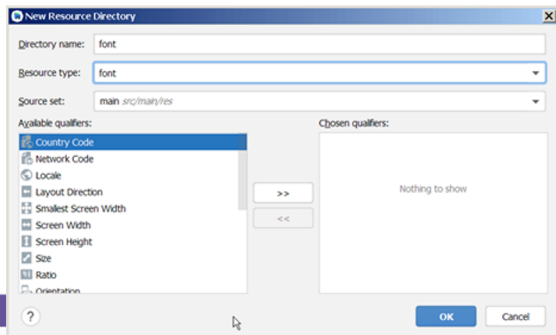 New Resource Directory
Directory name: font
Resource type: font
Source set: main src/main/res
Available qualifiers:
Chosen qualifiers:
Country Code
Network Code
Locale
Layout Direction
Smallest Screen Width
Screen Width
Screen Height
Size
Ratio
Orientation
>>
<<
Nothing to show
?
OK
Cancel